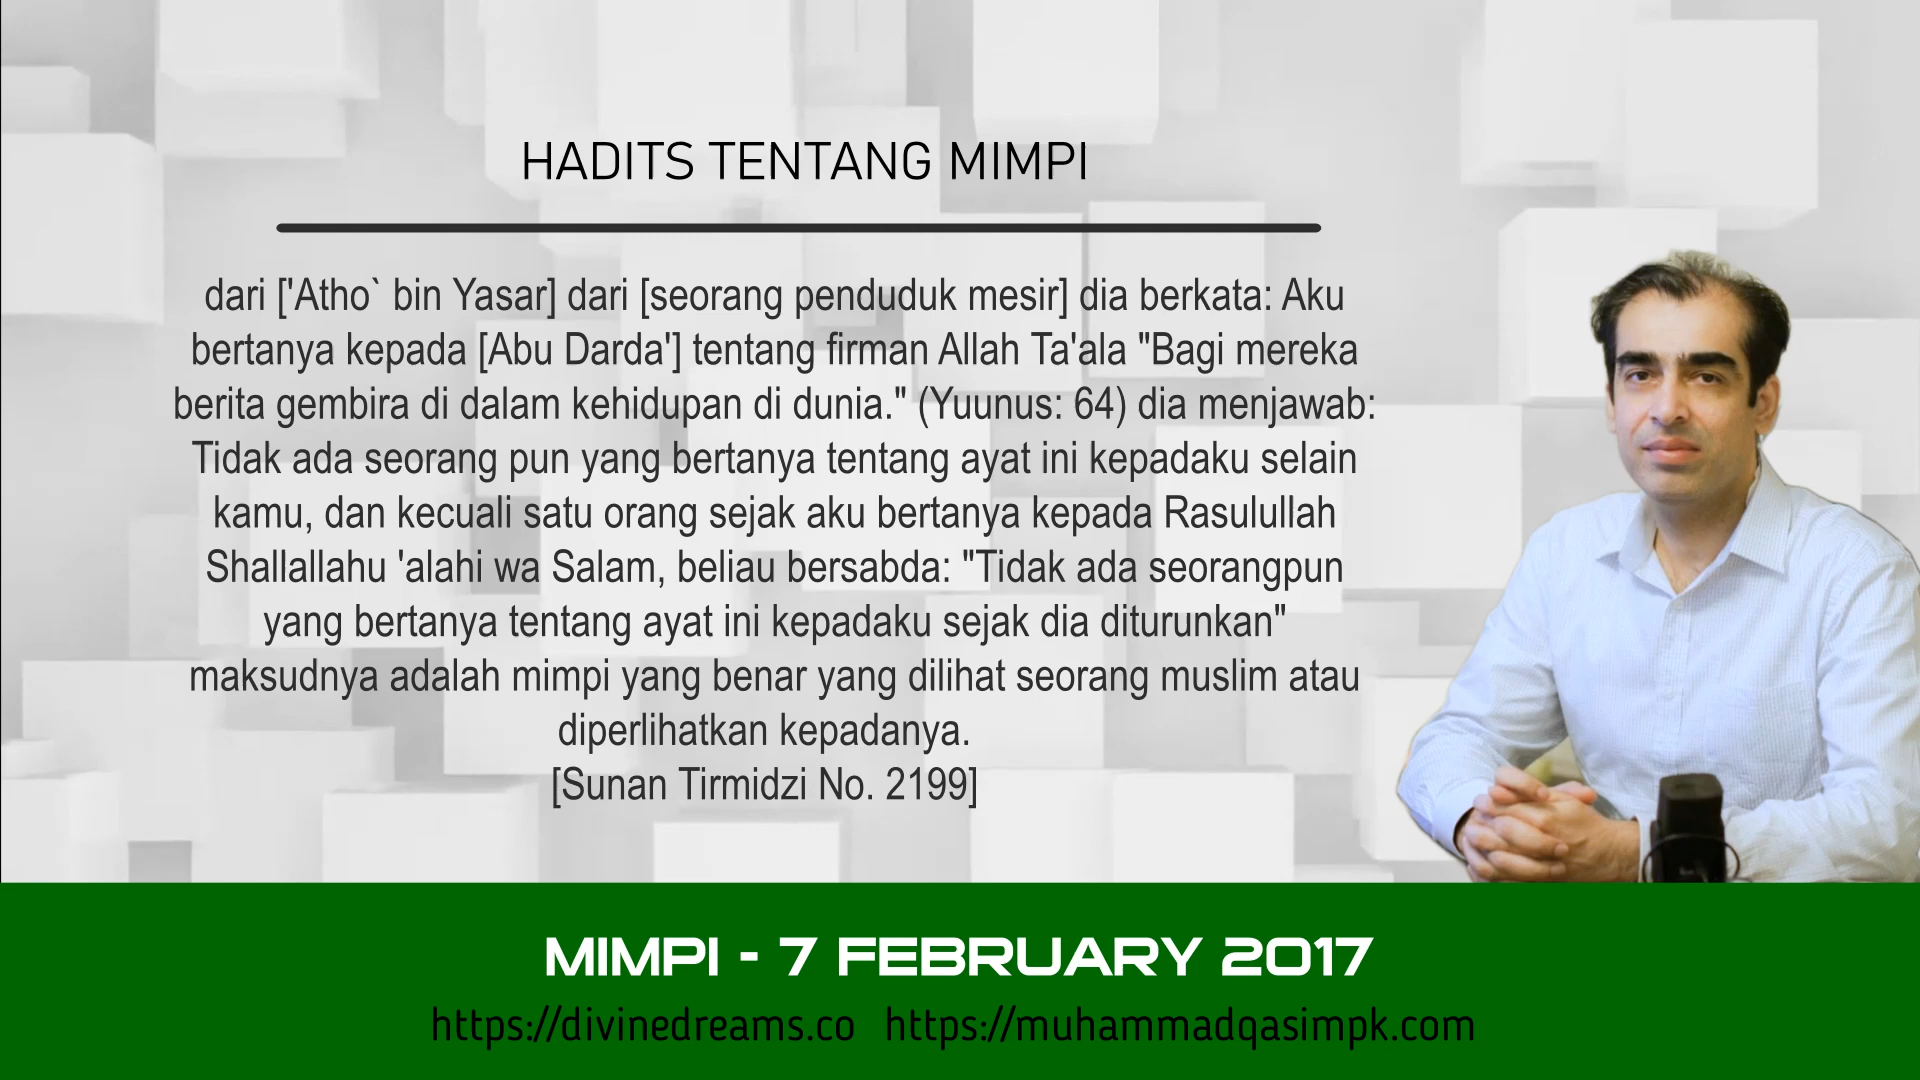 HADITS TENTANG MIMPI
dari ['Atho` bin Yasar] dari [seorang penduduk mesir] dia berkata: Aku
bertanya kepada [Abu Darda'] tentang firman Allah Ta'ala "Bagi mereka
berita gembira di dalam kehidupan di dunia." (Yuunus: 64) dia menjawab:
Tidak ada seorang pun yang bertanya tentang ayat ini kepadaku selain
kamu, dan kecuali satu orang sejak aku bertanya kepada Rasulullah
Shallallahu 'alahi wa Salam, beliau bersabda: "Tidak ada seorangpun
yang bertanya tentang ayat ini kepadaku sejak dia diturunkan"
maksudnya adalah mimpi yang benar yang dilihat seorang muslim atau
diperlihatkan kepadanya.
[Sunan Tirmidzi No. 2199]
MIMPI - 7 FEBRUARY 2017
https://divinedreams.co https://muhammadqasimpk.com